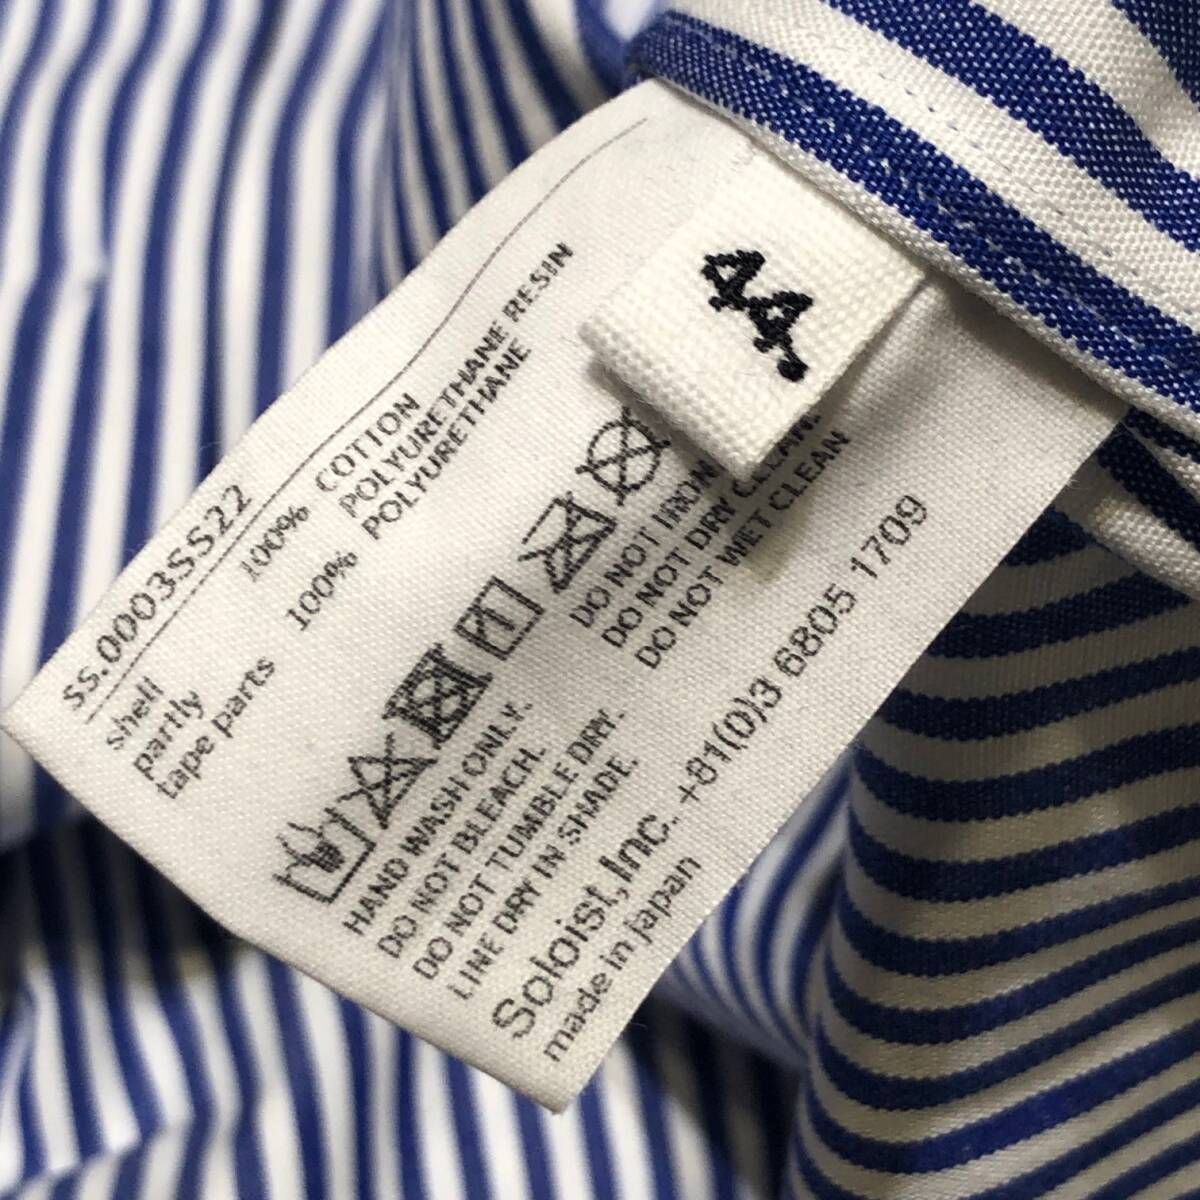 44
SS.0003SS22
shell 100% COTTON
partly POLYURETHANE RESIN
tape parts 100% POLYURETHANE
HAND WASH ONLY.
DO NOT BLEACH.
DO NOT TUMBLE DRY.
LINE DRY IN SHADE.
DO NOT IRON
DO NOT DRY CLEAN
DO NOT WET CLEAN
Soloist, Inc. +81(0)3 6805 1709
made in japan